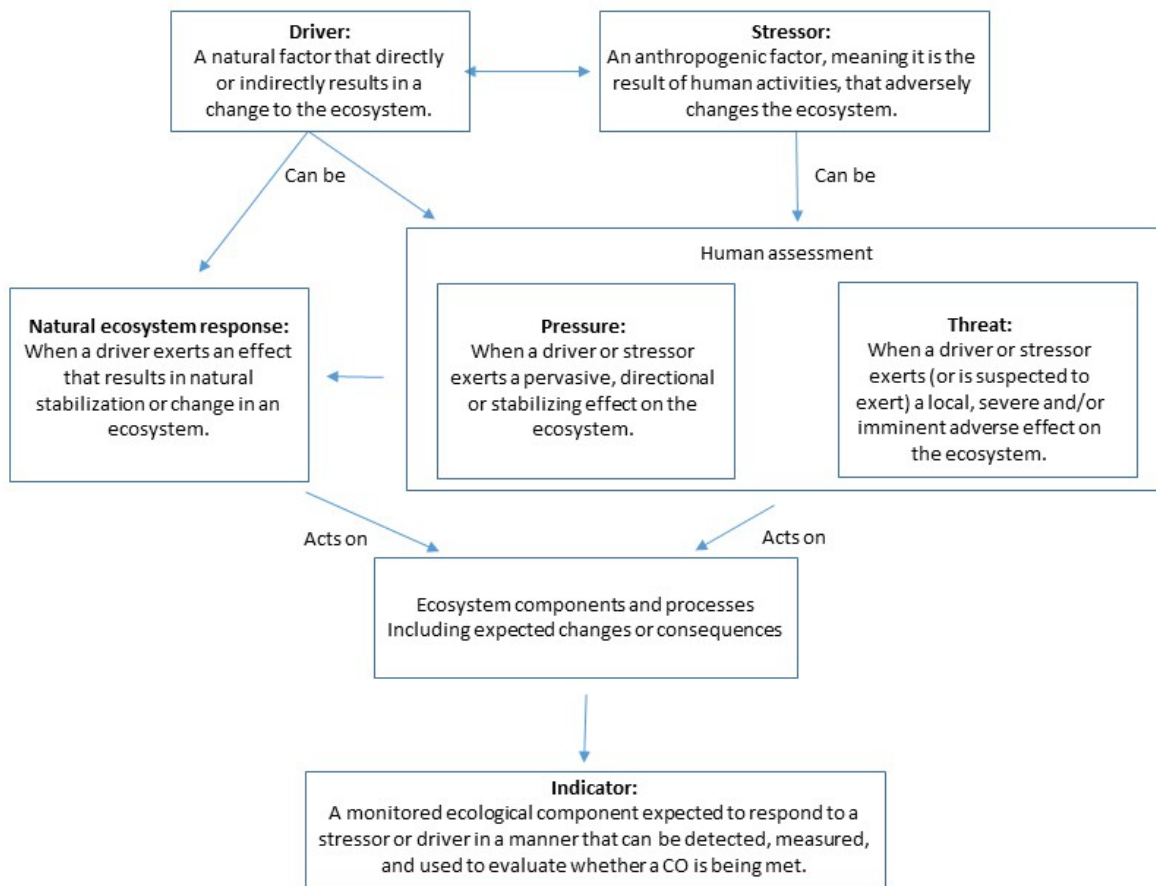 Driver:
A natural factor that directly
or indirectly results in a
change to the ecosystem.
Stressor:
An anthropogenic factor, meaning it is the
result of human activities, that adversely
changes the ecosystem.
Can be
Can be
Human assessment
Natural ecosystem response:
When a driver exerts an effect
that results in natural
stabilization or change in an
ecosystem.
Pressure:
When a driver or stressor
exerts a pervasive, directional
or stabilizing effect on the
ecosystem.
Threat:
When a driver or stressor
exerts (or is suspected to
exert) a local, severe and/or
imminent adverse effect on
the ecosystem.
Acts on
Acts on
Ecosystem components and processes
Including expected changes or consequences
Indicator:
A monitored ecological component expected to respond to a
stressor or driver in a manner that can be detected, measured,
and used to evaluate whether a CO is being met.